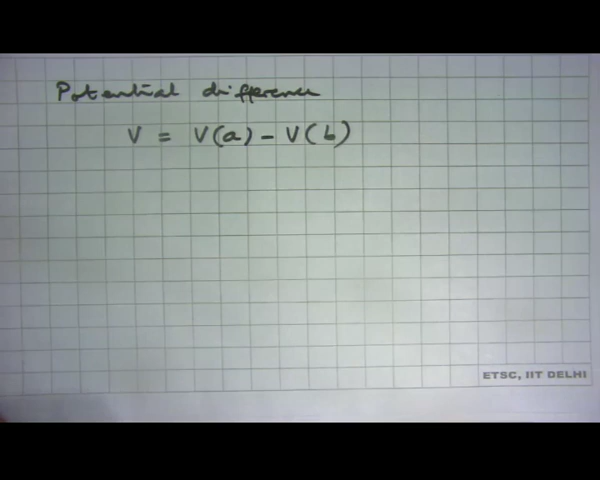 Potential difference
V = V(a) - V(b)
ETSC, IIT DELHI